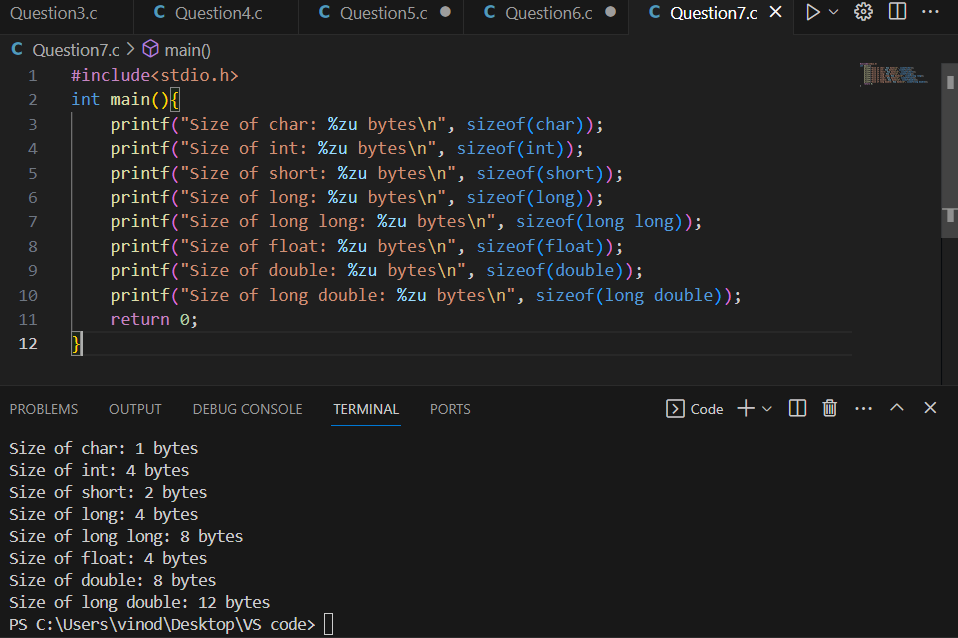 Question3.c C Question4.c C Question5.c C Question6.c C Question7.c
C Question7.c > main()
1 #include<stdio.h>
2 int main(){
3 printf("Size of char: %zu bytes\n", sizeof(char));
4 printf("Size of int: %zu bytes\n", sizeof(int));
5 printf("Size of short: %zu bytes\n", sizeof(short));
6 printf("Size of long: %zu bytes\n", sizeof(long));
7 printf("Size of long long: %zu bytes\n", sizeof(long long));
8 printf("Size of float: %zu bytes\n", sizeof(float));
9 printf("Size of double: %zu bytes\n", sizeof(double));
10 printf("Size of long double: %zu bytes\n", sizeof(long double));
11 return 0;
12 }
PROBLEMS OUTPUT DEBUG CONSOLE TERMINAL PORTS Code
Size of char: 1 bytes
Size of int: 4 bytes
Size of short: 2 bytes
Size of long: 4 bytes
Size of long long: 8 bytes
Size of float: 4 bytes
Size of double: 8 bytes
Size of long double: 12 bytes
PS C:\Users\vinod\Desktop\VS code>